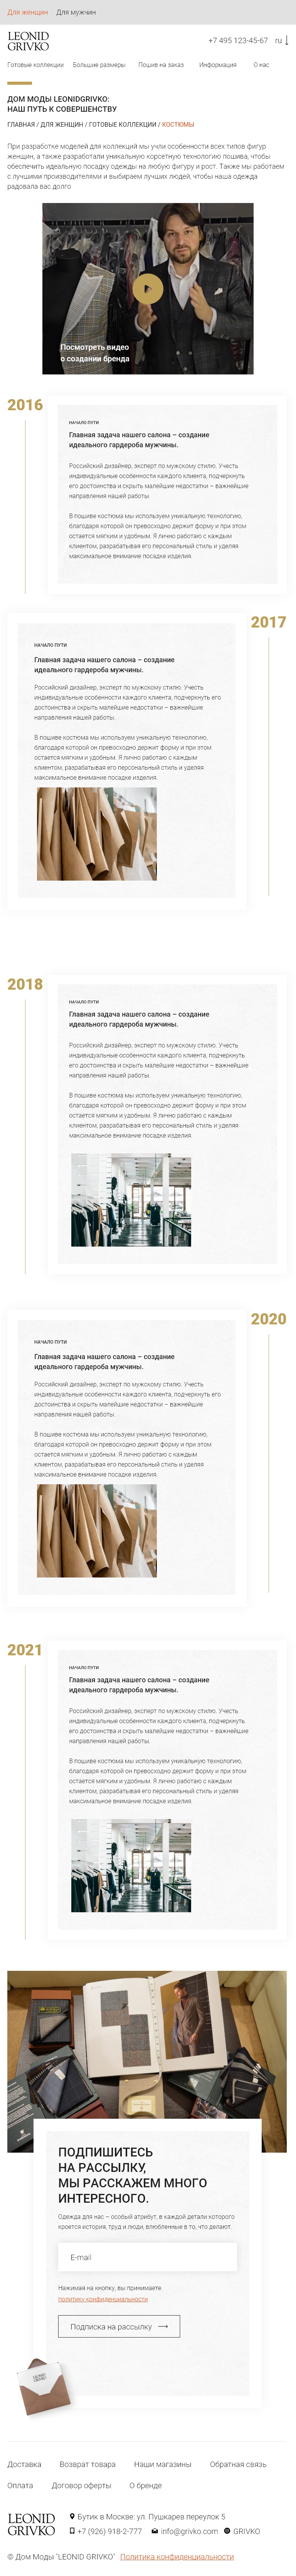 Для женщин Для мужчин
LEONID
GRIVKO
+7 495 123-45-67 ru
Готовые коллекции Большие размеры Пошив на заказ Информация О нас
ДОМ МОДЫ LEONIDGRIVKO:
НАШ ПУТЬ К СОВЕРШЕНСТВУ
ГЛАВНАЯ / ДЛЯ ЖЕНЩИН / ГОТОВЫЕ КОЛЛЕКЦИИ / КОСТЮМЫ
При разработке моделей для коллекций мы учли особенности всех типов фигур
женщин, а также разработали уникальную корсетную технологию пошива, чтобы
обеспечить идеальную посадку одежды на любую фигуру и рост. Также мы работаем
с лучшими производителями и выбираем лучших людей, чтобы наша одежда
радовала вас долго
Посмотреть видео
о создании бренда
2016
НАЧАЛО ПУТИ
Главная задача нашего салона – создание
идеального гардероба мужчины.
Российский дизайнер, эксперт по мужскому стилю. Учесть
индивидуальные особенности каждого клиента, подчеркнуть
его достоинства и скрыть малейшие недостатки – важнейшие
направления нашей работы.
В пошиве костюма мы используем уникальную технологию,
благодаря которой он превосходно держит форму и при этом
остается мягким и удобным. Я лично работаю с каждым
клиентом, разрабатывая его персональный стиль и уделяя
максимальное внимание посадке изделия.
2017
НАЧАЛО ПУТИ
Главная задача нашего салона – создание
идеального гардероба мужчины.
Российский дизайнер, эксперт по мужскому стилю. Учесть
индивидуальные особенности каждого клиента, подчеркнуть его
достоинства и скрыть малейшие недостатки – важнейшие
направления нашей работы.
В пошиве костюма мы используем уникальную технологию,
благодаря которой он превосходно держит форму и при этом
остается мягким и удобным. Я лично работаю с каждым
клиентом, разрабатывая его персональный стиль и уделяя
максимальное внимание посадке изделия.
2018
НАЧАЛО ПУТИ
Главная задача нашего салона – создание
идеального гардероба мужчины.
Российский дизайнер, эксперт по мужскому стилю. Учесть
индивидуальные особенности каждого клиента, подчеркнуть
его достоинства и скрыть малейшие недостатки – важнейшие
направления нашей работы.
В пошиве костюма мы используем уникальную технологию,
благодаря которой он превосходно держит форму и при этом
остается мягким и удобным. Я лично работаю с каждым
клиентом, разрабатывая его персональный стиль и уделяя
максимальное внимание посадке изделия.
2020
НАЧАЛО ПУТИ
Главная задача нашего салона – создание
идеального гардероба мужчины.
Российский дизайнер, эксперт по мужскому стилю. Учесть
индивидуальные особенности каждого клиента, подчеркнуть его
достоинства и скрыть малейшие недостатки – важнейшие
направления нашей работы.
В пошиве костюма мы используем уникальную технологию,
благодаря которой он превосходно держит форму и при этом
остается мягким и удобным. Я лично работаю с каждым
клиентом, разрабатывая его персональный стиль и уделяя
максимальное внимание посадке изделия.
2021
НАЧАЛО ПУТИ
Главная задача нашего салона – создание
идеального гардероба мужчины.
Российский дизайнер, эксперт по мужскому стилю. Учесть
индивидуальные особенности каждого клиента, подчеркнуть
его достоинства и скрыть малейшие недостатки – важнейшие
направления нашей работы.
В пошиве костюма мы используем уникальную технологию,
благодаря которой он превосходно держит форму и при этом
остается мягким и удобным. Я лично работаю с каждым
клиентом, разрабатывая его персональный стиль и уделяя
максимальное внимание посадке изделия.
ПОДПИШИТЕСЬ
НА РАССЫЛКУ,
МЫ РАССКАЖЕМ МНОГО
ИНТЕРЕСНОГО.
Одежда для нас – особый атрибут, в каждой детали которого
кроется история, труд и люди, влюбленные в то, что делают.
E-mail
Нажимая на кнопку, вы принимаете
политику конфиденциальности
Подписка на рассылку
LEONID
GRIVKO
Доставка Возврат товара Наши магазины Обратная связь
Оплата Договор оферты О бренде
LEONID
GRIVKO
Бутик в Москве: ул. Пушкарев переулок 5
+7 (926) 918-2-777 info@grivko.com GRIVKO
© Дом Моды "LEONID GRIVKO" Политика конфиденциальности